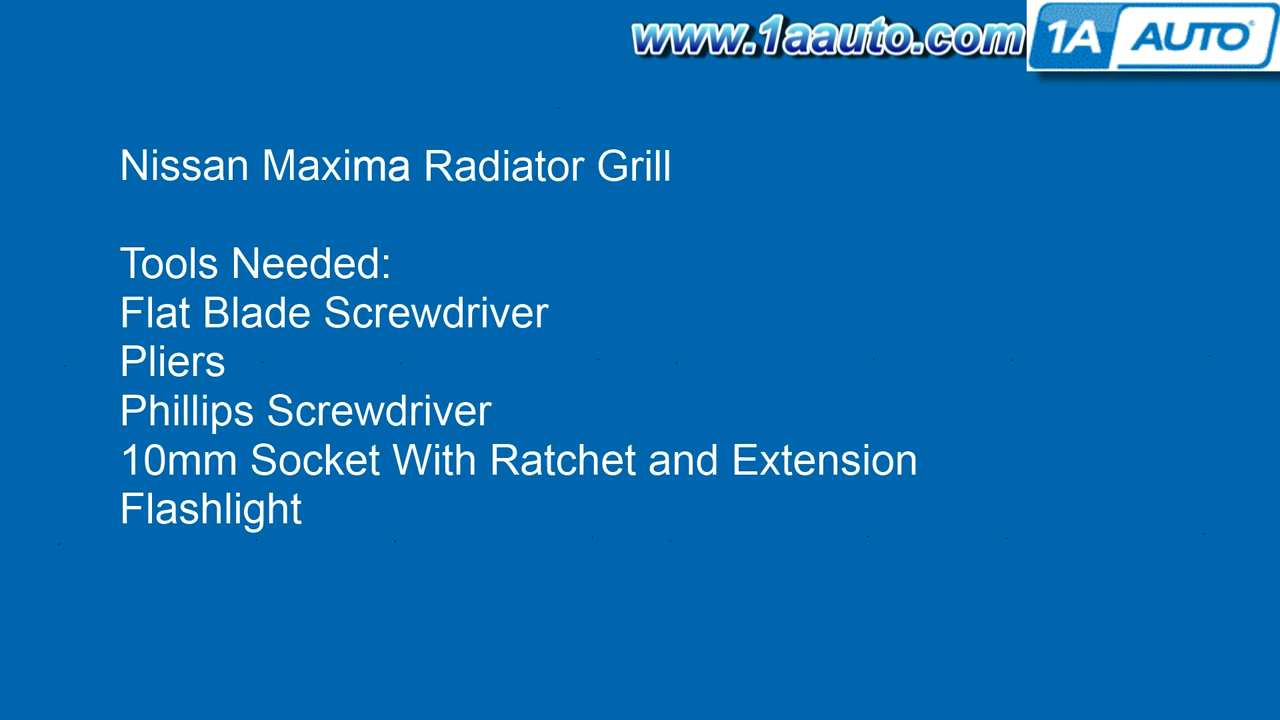 www.1aauto.com 1A AUTO
Nissan Maxima Radiator Grill
Tools Needed:
Flat Blade Screwdriver
Pliers
Phillips Screwdriver
10mm Socket With Ratchet and Extension
Flashlight